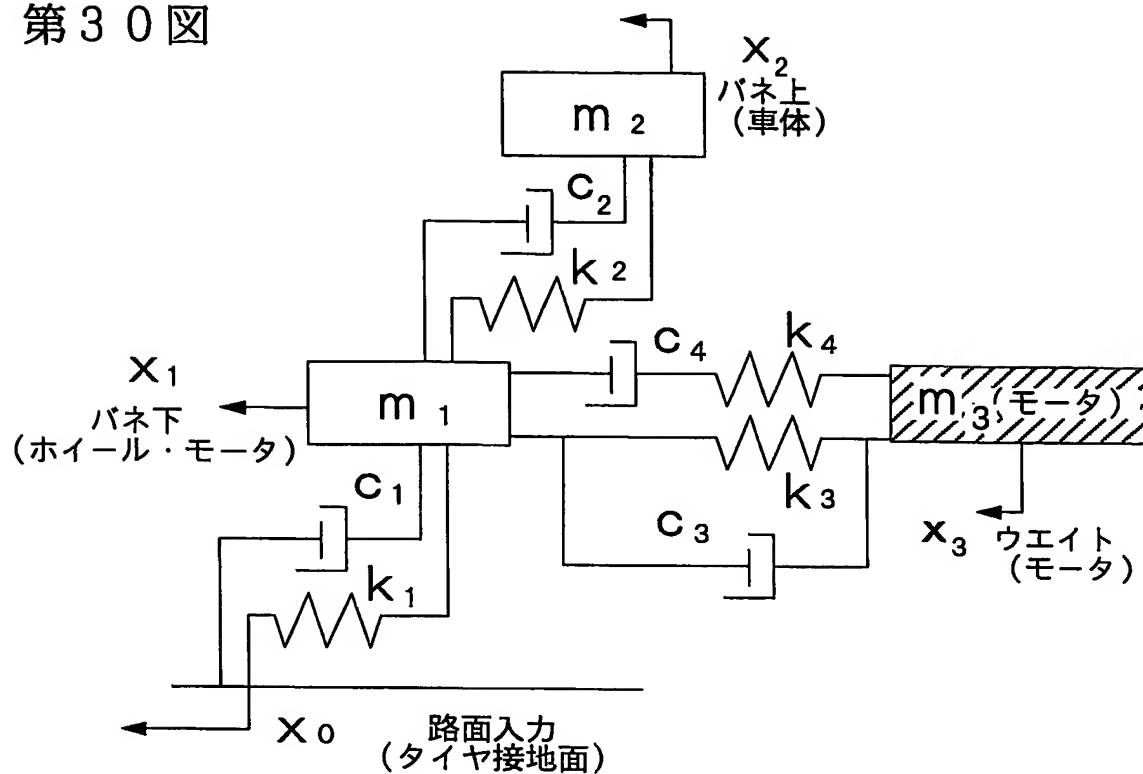 第30図
x2
バネ上
(車体)
m2
c2
k2
c4
k4
x1
バネ下
(ホイール・モータ)
m1
m3(モータ)
k3
c3
x3
ウエイト
(モータ)
c1
k1
x0
路面入力
(タイヤ接地面)